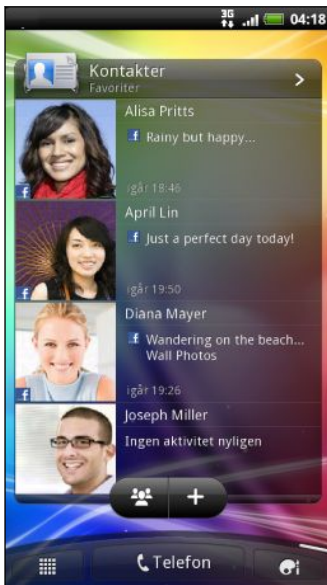 3G 04:18
Kontakter
Favoriter
Alisa Pritts
Rainy but happy...
igår 18:46
April Lin
Just a perfect day today!
igår 19:50
Diana Mayer
Wandering on the beach...
Wall Photos
igår 19:26
Joseph Miller
Ingen aktivitet nyligen
Telefon